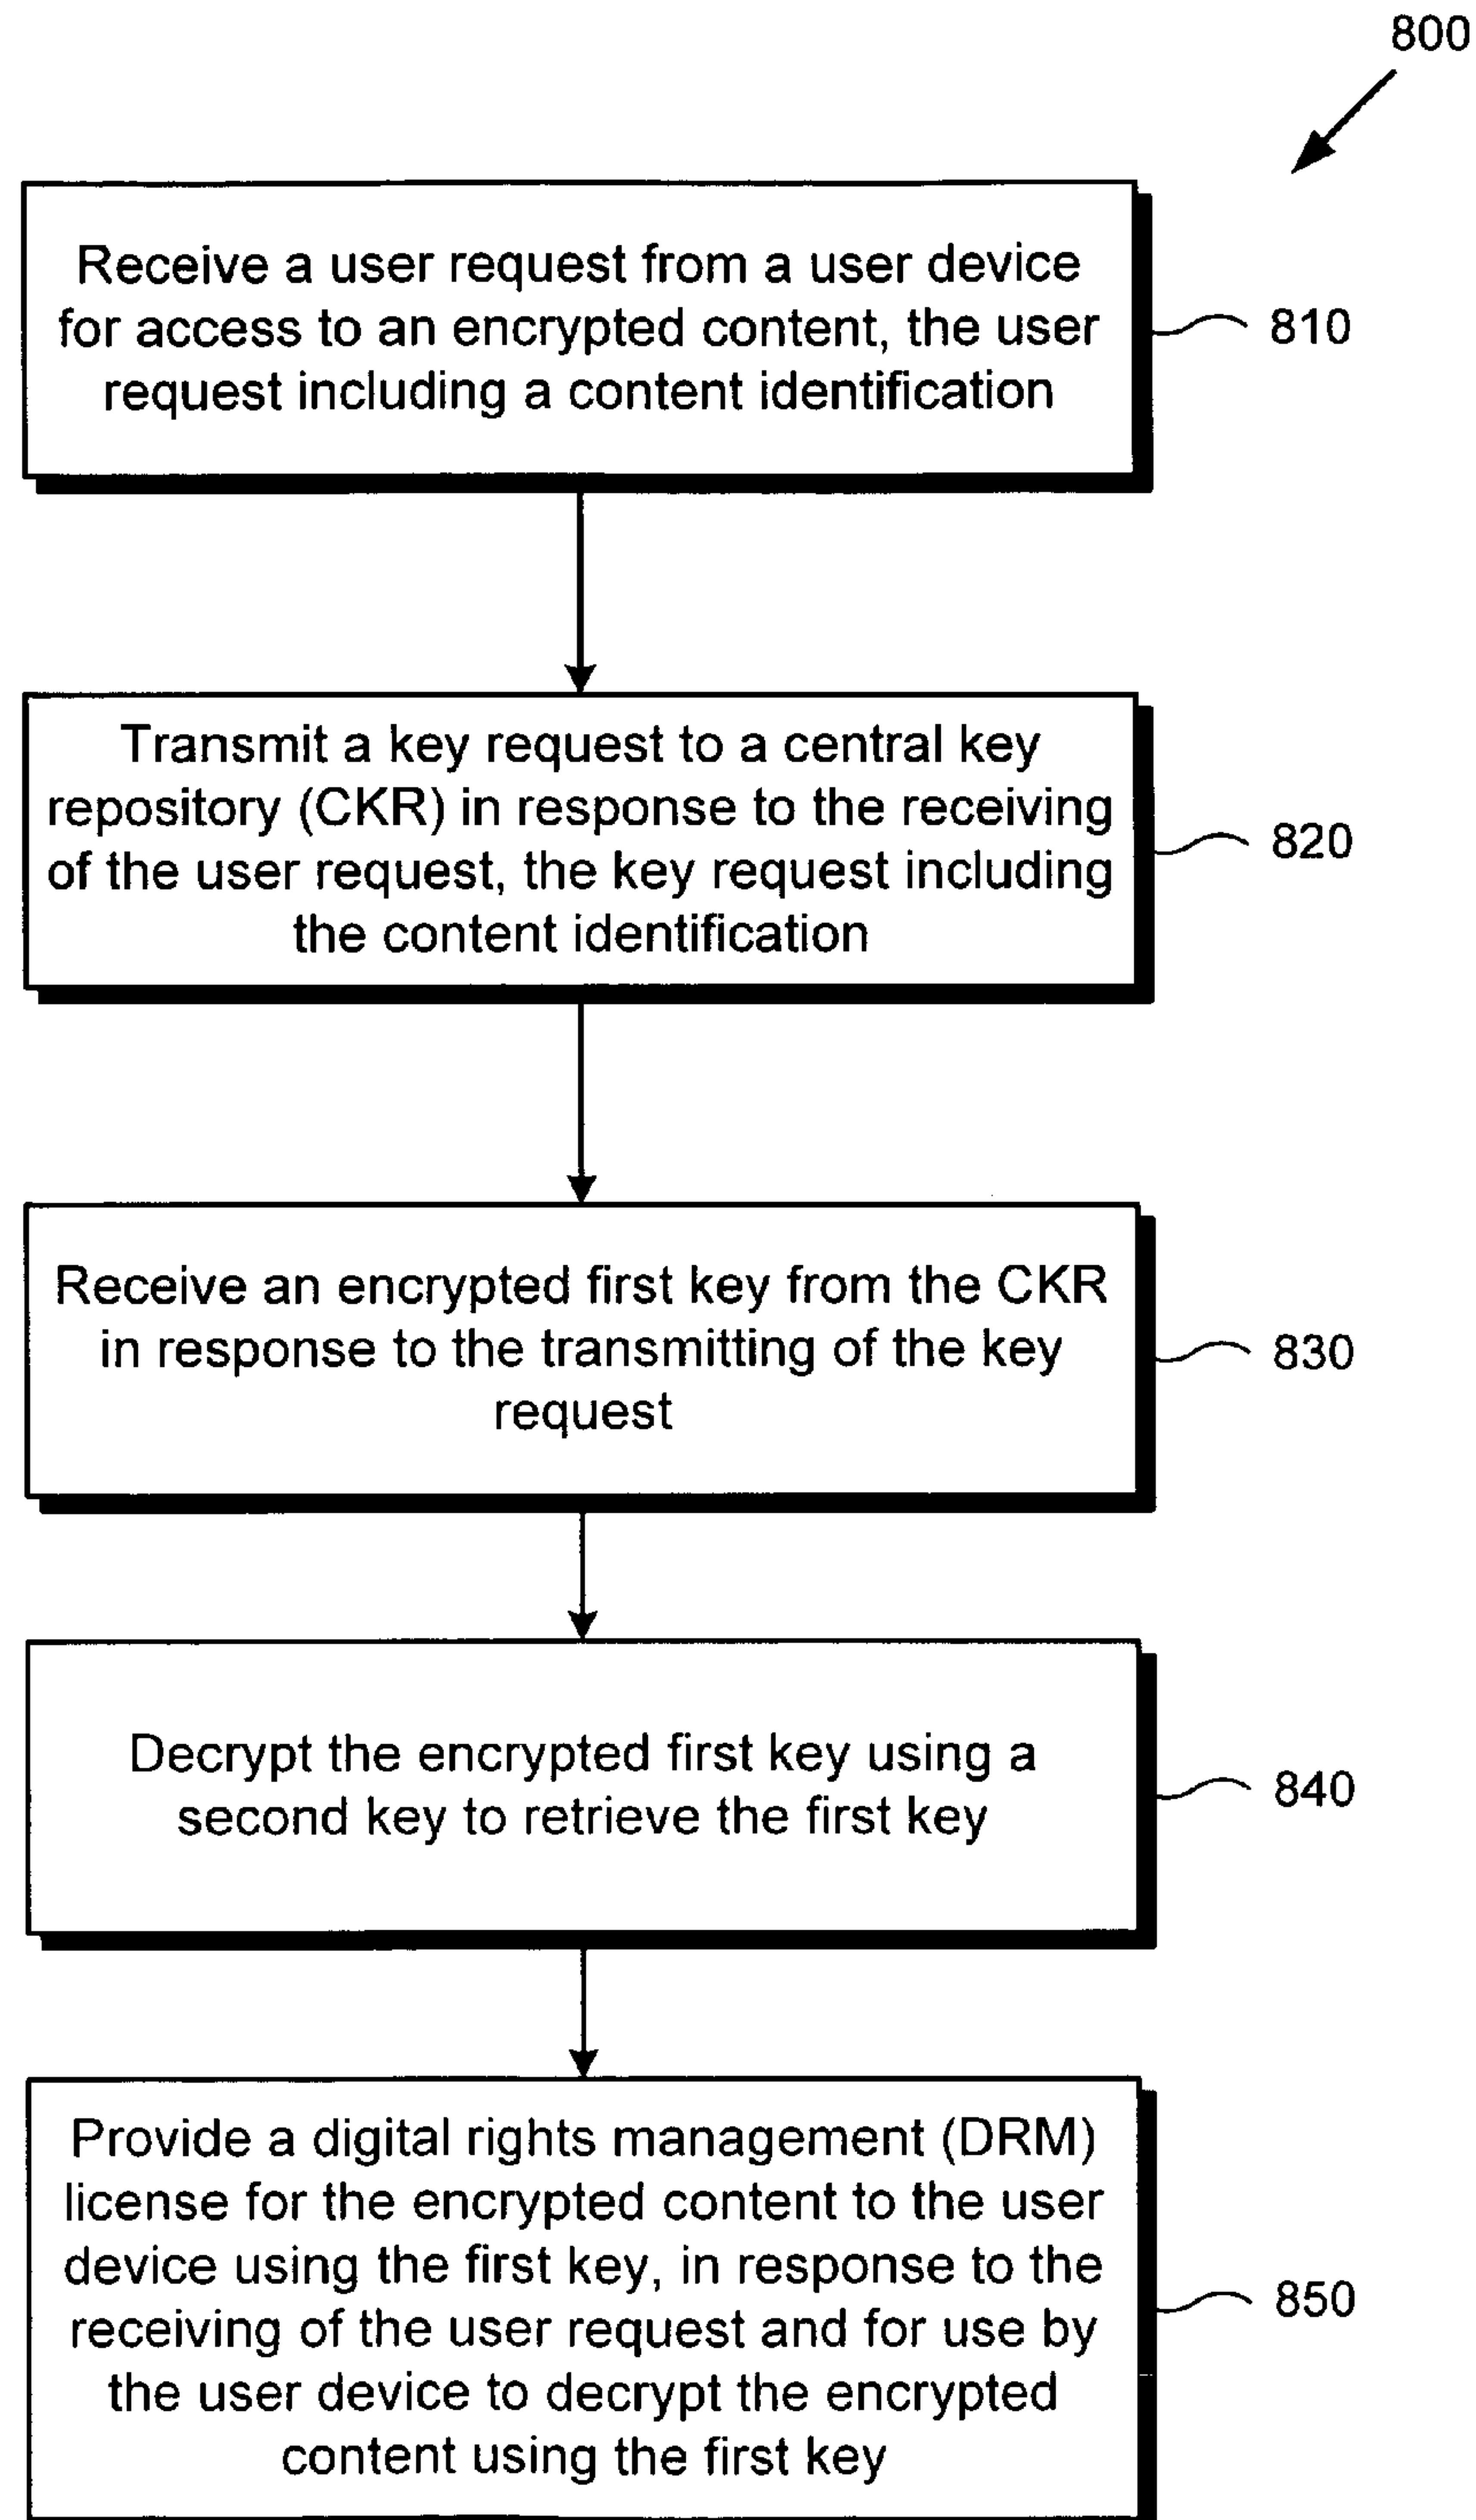 800
Receive a user request from a user device
for access to an encrypted content, the user
request including a content identification
810
Transmit a key request to a central key
repository (CKR) in response to the receiving
of the user request, the key request including
the content identification
820
Receive an encrypted first key from the CKR
in response to the transmitting of the key
request
830
Decrypt the encrypted first key using a
second key to retrieve the first key
840
Provide a digital rights management (DRM)
license for the encrypted content to the user
device using the first key, in response to the
receiving of the user request and for use by
the user device to decrypt the encrypted
content using the first key
850